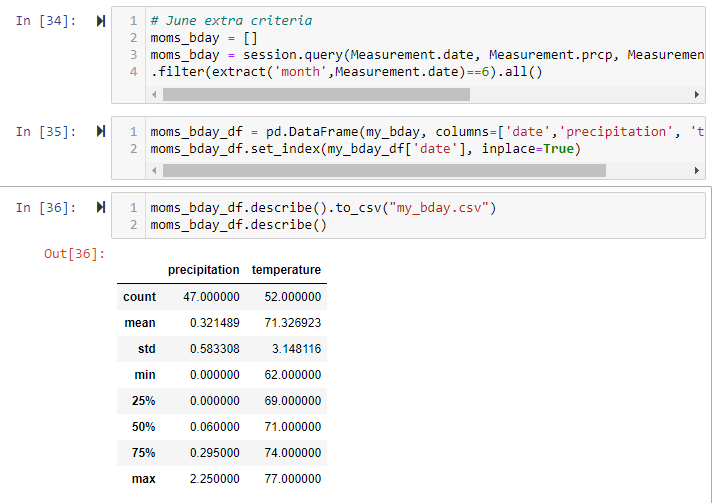 In [34]:
1 # June extra criteria
2 moms_bday = []
3 moms_bday = session.query(Measurement.date, Measurement.prcp, Measuremen
4 .filter(extract('month',Measurement.date)==6).all()
In [35]:
1 moms_bday_df = pd.DataFrame(my_bday, columns=['date','precipitation', 't
2 moms_bday_df.set_index(my_bday_df['date'], inplace=True)
In [36]:
1 moms_bday_df.describe().to_csv("my_bday.csv")
2 moms_bday_df.describe()
Out[36]:
precipitation temperature
count 47.000000 52.000000
mean 0.321489 71.326923
std 0.583308 3.148116
min 0.000000 62.000000
25% 0.000000 69.000000
50% 0.060000 71.000000
75% 0.295000 74.000000
max 2.250000 77.000000